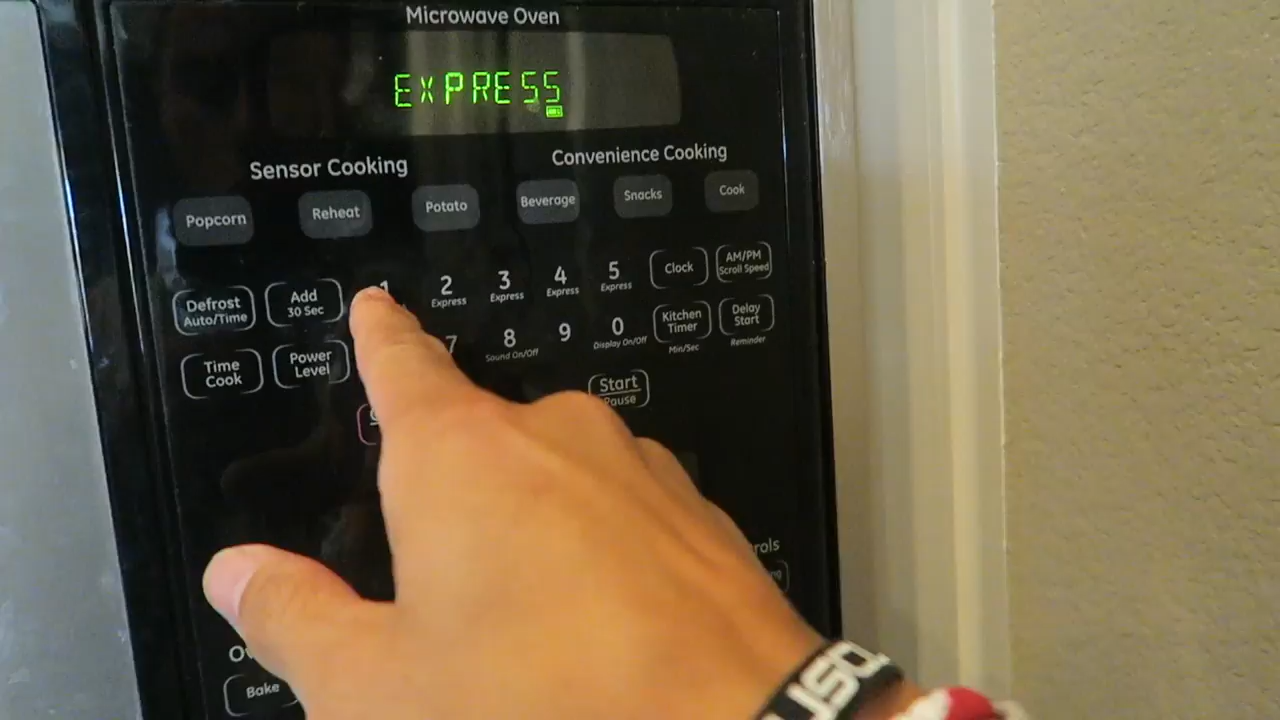 Microwave Oven
EXPRESS
Sensor Cooking
Convenience Cooking
Popcorn
Reheat
Potato
Beverage
Snacks
Cook
Defrost
Auto/Time
Add
30 Sec
1
2
Express
3
Express
4
Express
5
Express
Clock
AM/PM
Scroll Speed
Time
Cook
Power
Level
7
8
Sound On/Off
9
0
Display On/Off
Kitchen
Timer
Min/Sec
Delay
Start
Reminder
Start
Pause
Bake